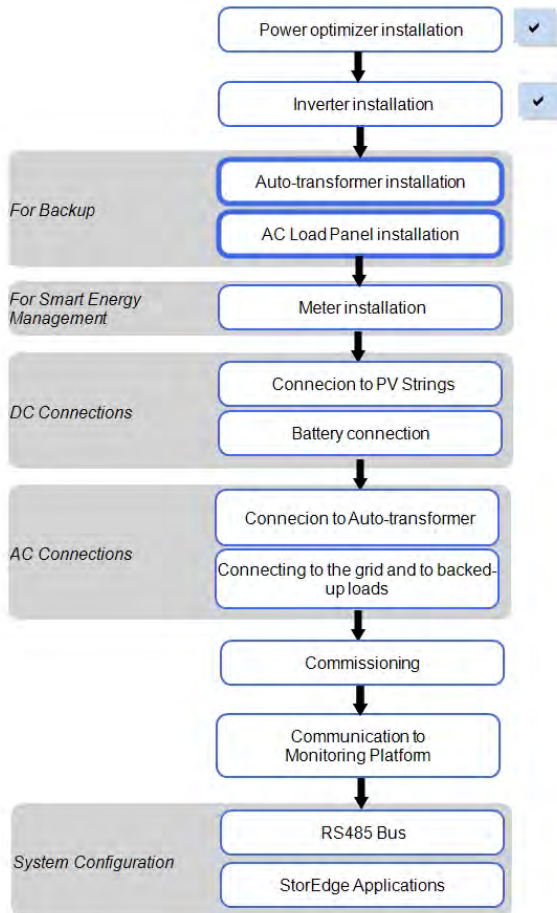 Power optimizer installation
Inverter installation
For Backup
Auto-transformer installation
AC Load Panel installation
For Smart Energy
Management
Meter installation
DC Connections
Connecion to PV Strings
Battery connection
AC Connections
Connecion to Auto-transformer
Connecting to the grid and to backed-
up loads
Commissioning
Communication to
Monitoring Platform
System Configuration
RS485 Bus
StorEdge Applications